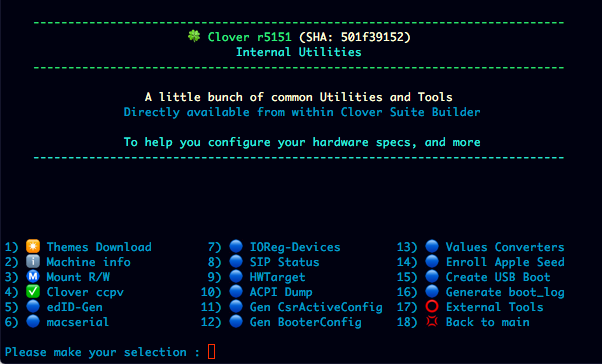 🍀 Clover r5151 (SHA: 501f39152)
Internal Utilities
A little bunch of common Utilities and Tools
Directly available from within Clover Suite Builder
To help you configure your hardware specs, and more
1) Themes Download 7) IOReg-Devices 13) Values Converters
2) Machine info 8) SIP Status 14) Enroll Apple Seed
3) Ⓜ️ Mount R/W 9) HWTarget 15) Create USB Boot
4) Clover ccpv 10) ACPI Dump 16) Generate boot_log
5) edID-Gen 11) Gen CsrActiveConfig 17) External Tools
6) macserial 12) Gen BooterConfig 18) Back to main
Please make your selection :